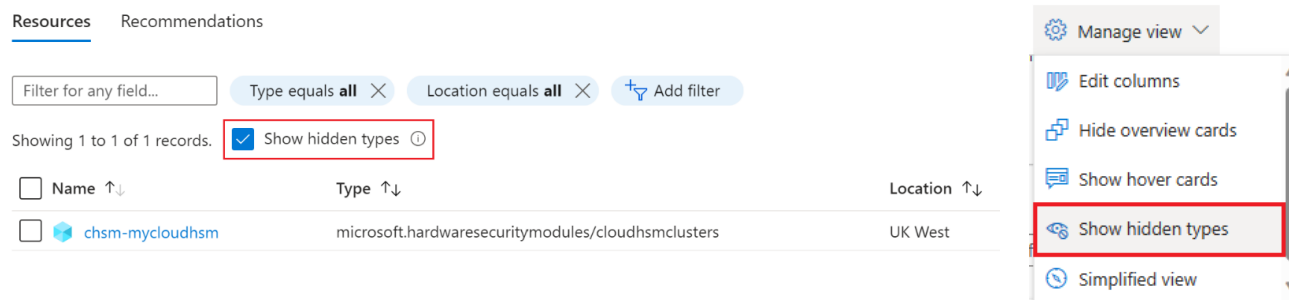 Resources Recommendations
Filter for any field... Type equals all Location equals all Add filter
Showing 1 to 1 of 1 records. Show hidden types
Name Type Location
chsm-mycloudhsm microsoft.hardwaresecuritymodules/cloudhsmclusters UK West
Manage view
Edit columns
Hide overview cards
Show hover cards
Show hidden types
Simplified view